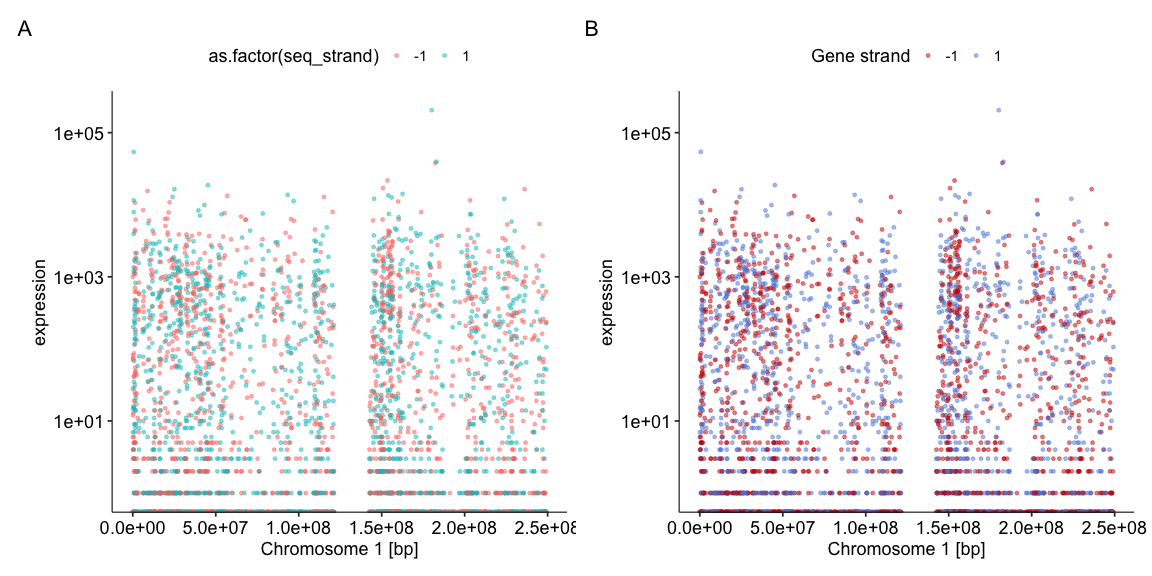 A
as.factor(seq_strand) -1 1
1e+05
1e+03
1e+01
expression
0.0e+00 5.0e+07 1.0e+08 1.5e+08 2.0e+08 2.5e+0
Chromosome 1 [bp]
B
Gene strand -1 1
1e+05
1e+03
1e+01
expression
0.0e+00 5.0e+07 1.0e+08 1.5e+08 2.0e+08 2.5e+08
Chromosome 1 [bp]